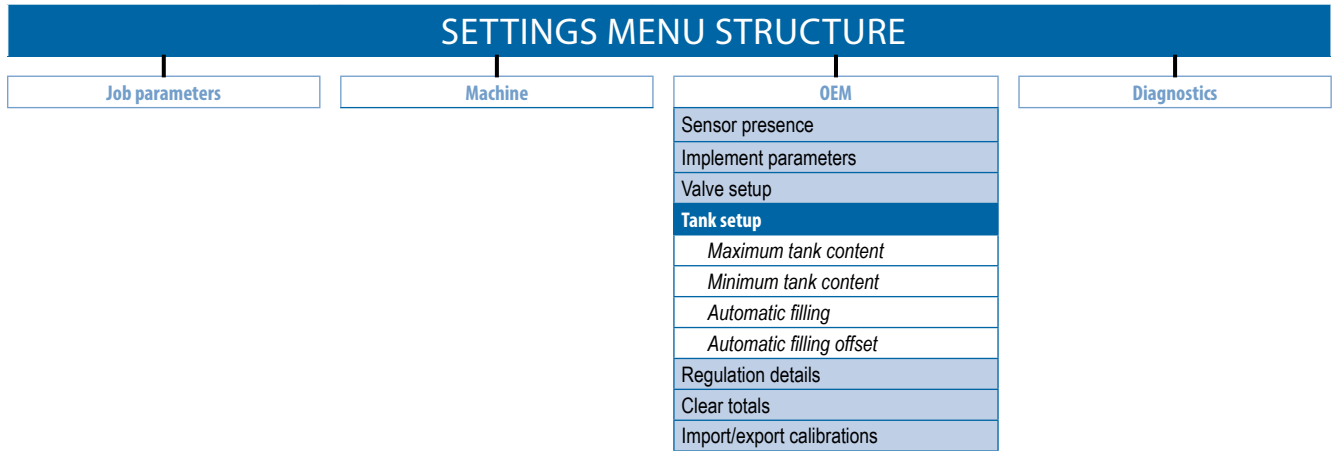 SETTINGS MENU STRUCTURE
Job parameters
Machine
OEM
Diagnostics
Sensor presence
Implement parameters
Valve setup
Tank setup
Maximum tank content
Minimum tank content
Automatic filling
Automatic filling offset
Regulation details
Clear totals
Import/export calibrations